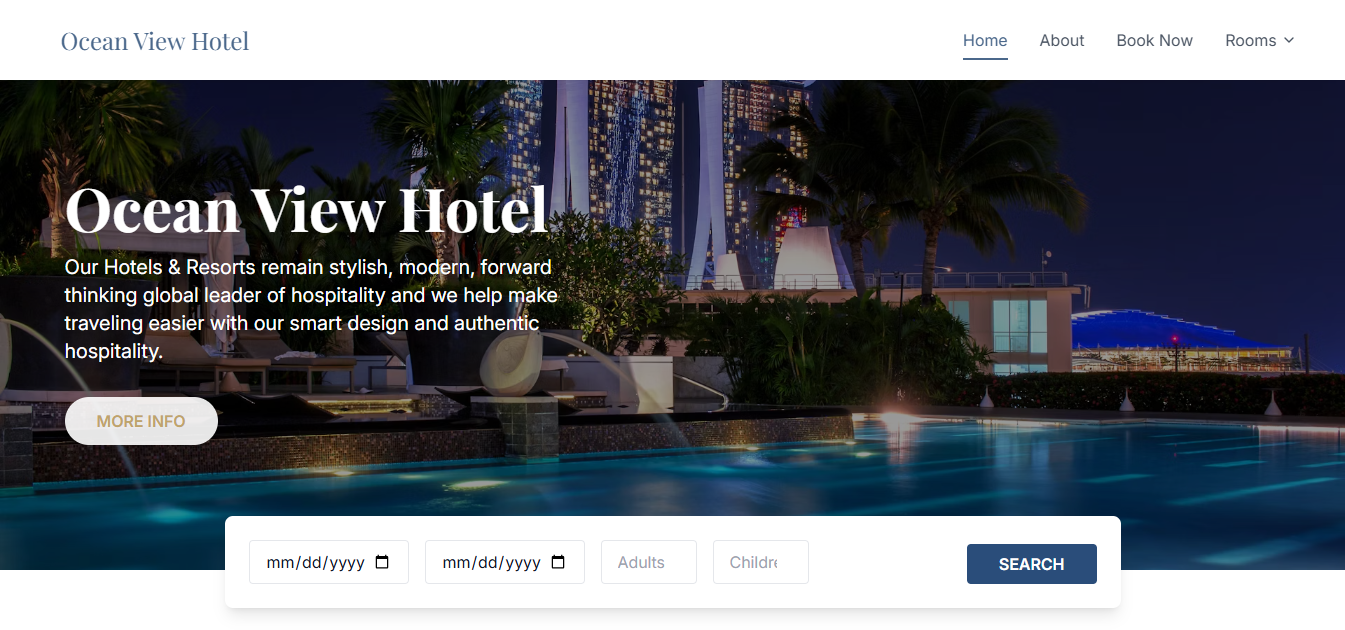 Ocean View Hotel
Home About Book Now Rooms
Ocean View Hotel
Our Hotels & Resorts remain stylish, modern, forward
thinking global leader of hospitality and we help make
traveling easier with our smart design and authentic
hospitality.
MORE INFO
mm/dd/yyyy mm/dd/yyyy Adults Childre SEARCH